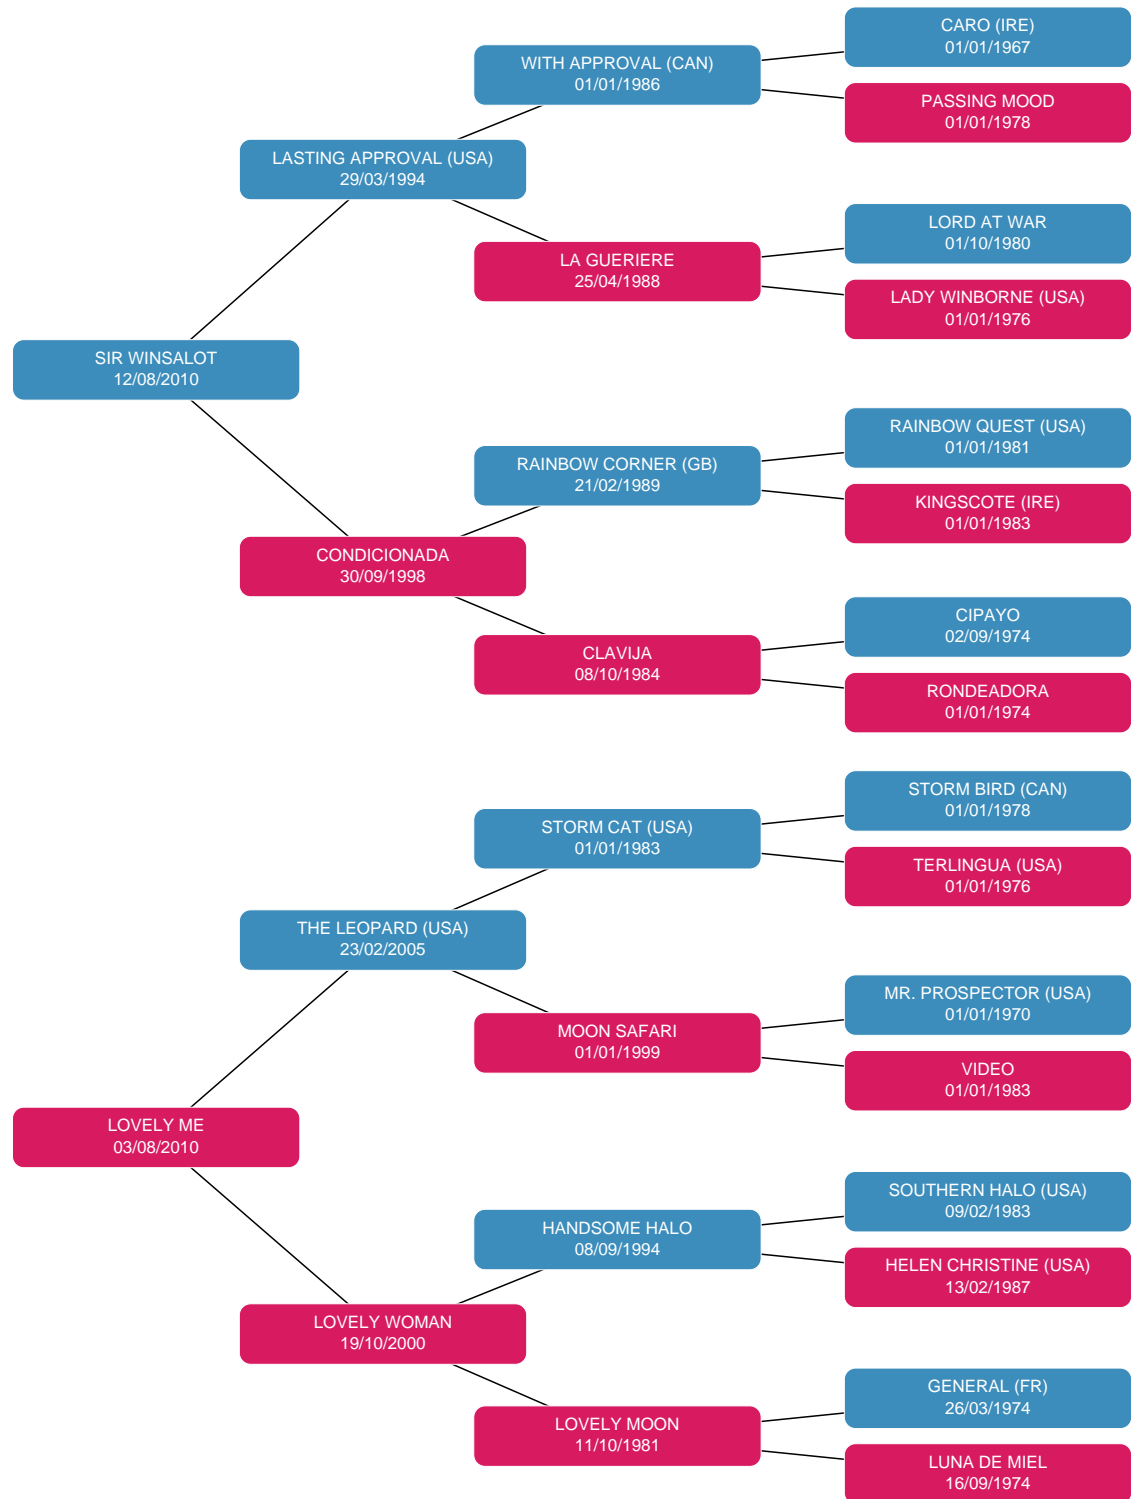 CARO (IRE)
01/01/1967
WITH APPROVAL (CAN)
01/01/1986
PASSING MOOD
01/01/1978
LASTING APPROVAL (USA)
29/03/1994
LORD AT WAR
01/10/1980
LA GUERIERE
25/04/1988
LADY WINBORNE (USA)
01/01/1976
SIR WINSALOT
12/08/2010
RAINBOW QUEST (USA)
01/01/1981
RAINBOW CORNER (GB)
21/02/1989
KINGSCOTE (IRE)
01/01/1983
CONDICIONADA
30/09/1998
CIPAYO
02/09/1974
CLAVIJA
08/10/1984
RONDEADORA
01/01/1974
STORM BIRD (CAN)
01/01/1978
STORM CAT (USA)
01/01/1983
TERLINGUA (USA)
01/01/1976
THE LEOPARD (USA)
23/02/2005
MR. PROSPECTOR (USA)
01/01/1970
MOON SAFARI
01/01/1999
VIDEO
01/01/1983
LOVELY ME
03/08/2010
SOUTHERN HALO (USA)
09/02/1983
HANDSOME HALO
08/09/1994
HELEN CHRISTINE (USA)
13/02/1987
LOVELY WOMAN
19/10/2000
GENERAL (FR)
26/03/1974
LOVELY MOON
11/10/1981
LUNA DE MIEL
16/09/1974